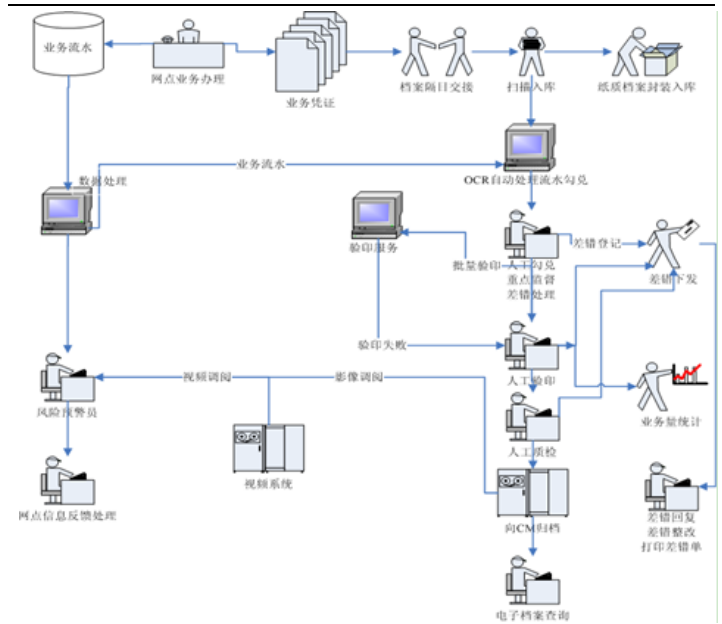 业务流水
网点业务办理
业务凭证
档案隔日交接
扫描入库
纸质档案封装入库
业务流水
数据处理
OCR自动处理流水勾兑
验印服务
差错登记
批量验印
人工勾兑
重点监督
差错处理
差错下发
验印失败
人工验印
视频调阅
影像调阅
风险预警员
业务量统计
人工质检
视频系统
网点信息反馈处理
向CM归档
差错回复
差错整改
打印差错单
电子档案查询